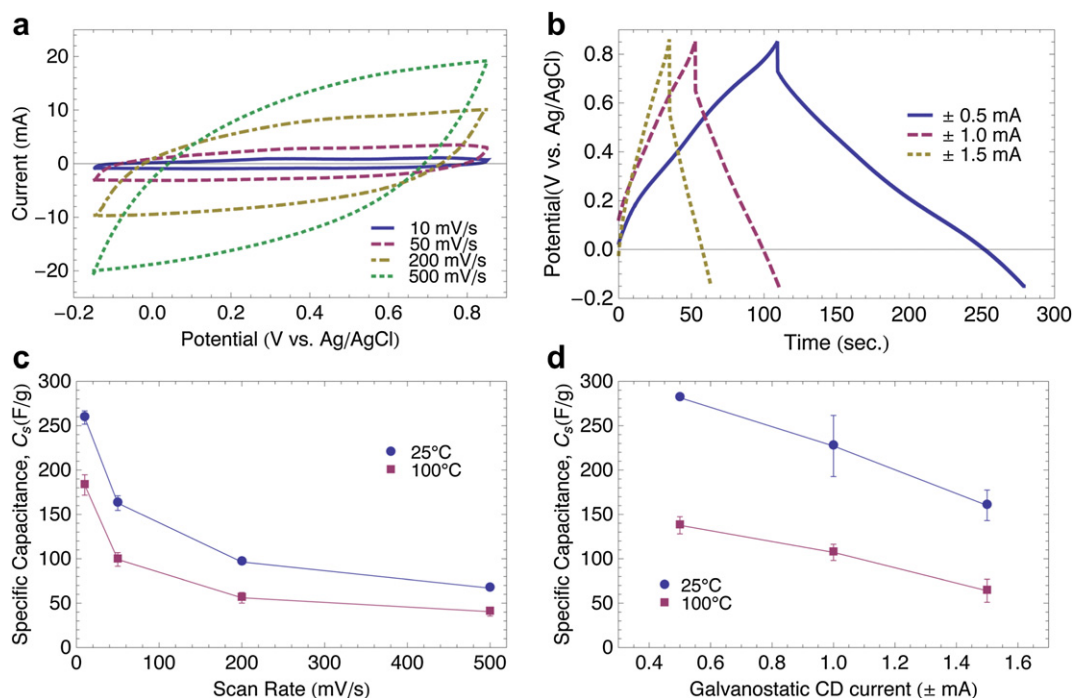 a
Current (mA)
20
10
0
−10
−20
10 mV/s
50 mV/s
200 mV/s
500 mV/s
−0.2 0.0 0.2 0.4 0.6 0.8
Potential (V vs. Ag/AgCl)
b
Potential(V vs. Ag/AgCl)
0.8
0.6
0.4
0.2
0.0
−0.2
± 0.5 mA
± 1.0 mA
± 1.5 mA
0 50 100 150 200 250 300
Time (sec.)
c
Specific Capacitance, Cs(F/g)
300
250
200
150
100
50
0
25°C
100°C
0 100 200 300 400 500
Scan Rate (mV/s)
d
Specific Capacitance, Cs(F/g)
300
250
200
150
100
50
0
25°C
100°C
0.4 0.6 0.8 1.0 1.2 1.4 1.6
Galvanostatic CD current (± mA)